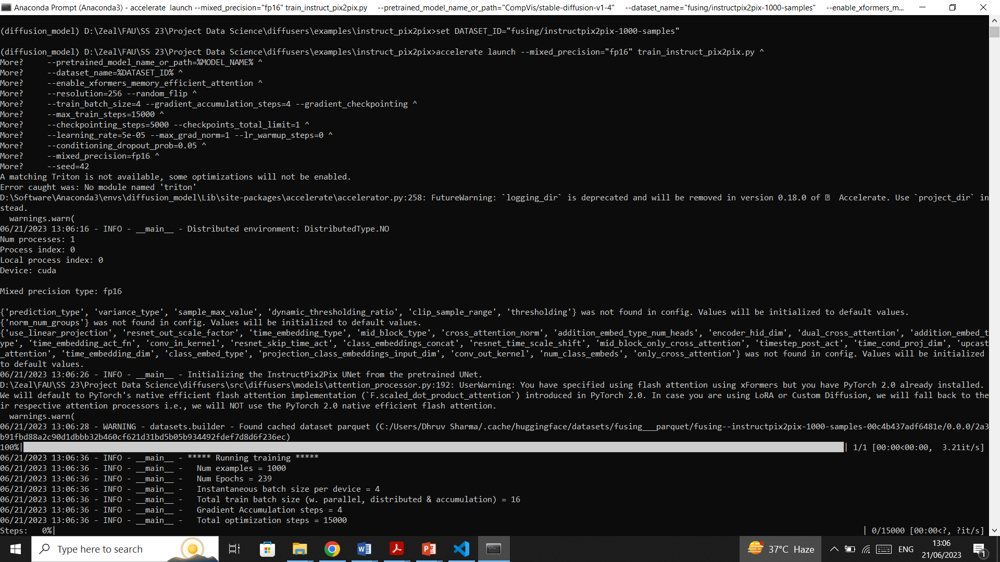 Anaconda Prompt (Anaconda3) - accelerate  launch --mixed_precision="fp16" train_instruct_pix2pix.py     --pretrained_model_name_or_path="CompVis/stable-diffusion-v1-4"     --dataset_name="fusing/instructpix2pix-1000-samples"     --enable_xformers_m...
(diffusion_model) D:\Zeal\FAU\SS 23\Project Data Science\diffusers\examples\instruct_pix2pix>set DATASET_ID="fusing/instructpix2pix-1000-samples"
(diffusion_model) D:\Zeal\FAU\SS 23\Project Data Science\diffusers\examples\instruct_pix2pix>accelerate launch --mixed_precision="fp16" train_instruct_pix2pix.py ^
More?     --pretrained_model_name_or_path=%MODEL_NAME% ^
More?     --dataset_name=%DATASET_ID% ^
More?     --enable_xformers_memory_efficient_attention ^
More?     --resolution=256 --random_flip ^
More?     --train_batch_size=4 --gradient_accumulation_steps=4 --gradient_checkpointing ^
More?     --max_train_steps=15000 ^
More?     --checkpointing_steps=5000 --checkpoints_total_limit=1 ^
More?     --learning_rate=5e-05 --max_grad_norm=1 --lr_warmup_steps=0 ^
More?     --conditioning_dropout_prob=0.05 ^
More?     --mixed_precision=fp16 ^
More?     --seed=42
A matching Triton is not available, some optimizations will not be enabled.
Error caught was: No module named 'triton'
D:\Software\Anaconda3\envs\diffusion_model\Lib\site-packages\accelerate\accelerator.py:258: FutureWarning: `logging_dir` is deprecated and will be removed in version 0.18.0 of   Accelerate. Use `project_dir` in
stead.
  warnings.warn(
06/21/2023 13:06:16 - INFO - __main__ - Distributed environment: DistributedType.NO
Num processes: 1
Process index: 0
Local process index: 0
Device: cuda
Mixed precision type: fp16
{'prediction_type', 'variance_type', 'sample_max_value', 'dynamic_thresholding_ratio', 'clip_sample_range', 'thresholding'} was not found in config. Values will be initialized to default values.
{'norm_num_groups'} was not found in config. Values will be initialized to default values.
{'use_linear_projection', 'resnet_out_scale_factor', 'time_embedding_type', 'mid_block_type', 'cross_attention_norm', 'addition_embed_type_num_heads', 'encoder_hid_dim', 'dual_cross_attention', 'addition_embed_t
ype', 'time_embedding_act_fn', 'conv_in_kernel', 'resnet_skip_time_act', 'class_embeddings_concat', 'resnet_time_scale_shift', 'mid_block_only_cross_attention', 'timestep_post_act', 'time_cond_proj_dim', 'upcast
_attention', 'time_embedding_dim', 'class_embed_type', 'projection_class_embeddings_input_dim', 'conv_out_kernel', 'num_class_embeds', 'only_cross_attention'} was not found in config. Values will be initialized
to default values.
06/21/2023 13:06:26 - INFO - __main__ - Initializing the InstructPix2Pix UNet from the pretrained UNet.
D:\Zeal\FAU\SS 23\Project Data Science\diffusers\src\diffusers\models\attention_processor.py:192: UserWarning: You have specified using flash attention using xFormers but you have PyTorch 2.0 already installed.
We will default to PyTorch's native efficient flash attention implementation (`F.scaled_dot_product_attention`) introduced in PyTorch 2.0. In case you are using LoRA or Custom Diffusion, we will fall back to the
ir respective attention processors i.e., we will NOT use the PyTorch 2.0 native efficient flash attention.
  warnings.warn(
06/21/2023 13:06:28 - WARNING - datasets.builder - Found cached dataset parquet (C:/Users/Dhruv Sharma/.cache/huggingface/datasets/fusing___parquet/fusing--instructpix2pix-1000-samples-00c4b437adf6481e/0.0.0/2a3
b91fbd88a2c90d1dbbb32b460cf621d31bd5b05b934492fdef7d8d6f236ec)
100%| | 1/1 [00:00<00:00,  3.21it/s]
06/21/2023 13:06:36 - INFO - __main__ - ***** Running training *****
06/21/2023 13:06:36 - INFO - __main__ -   Num examples = 1000
06/21/2023 13:06:36 - INFO - __main__ -   Num Epochs = 239
06/21/2023 13:06:36 - INFO - __main__ -   Instantaneous batch size per device = 4
06/21/2023 13:06:36 - INFO - __main__ -   Total train batch size (w. parallel, distributed & accumulation) = 16
06/21/2023 13:06:36 - INFO - __main__ -   Gradient Accumulation steps = 4
06/21/2023 13:06:36 - INFO - __main__ -   Total optimization steps = 15000
Steps:   0%| | 0/15000 [00:00<?, ?it/s]
Type here to search
37°C  Haze
ENG
13:06
21/06/2023
1